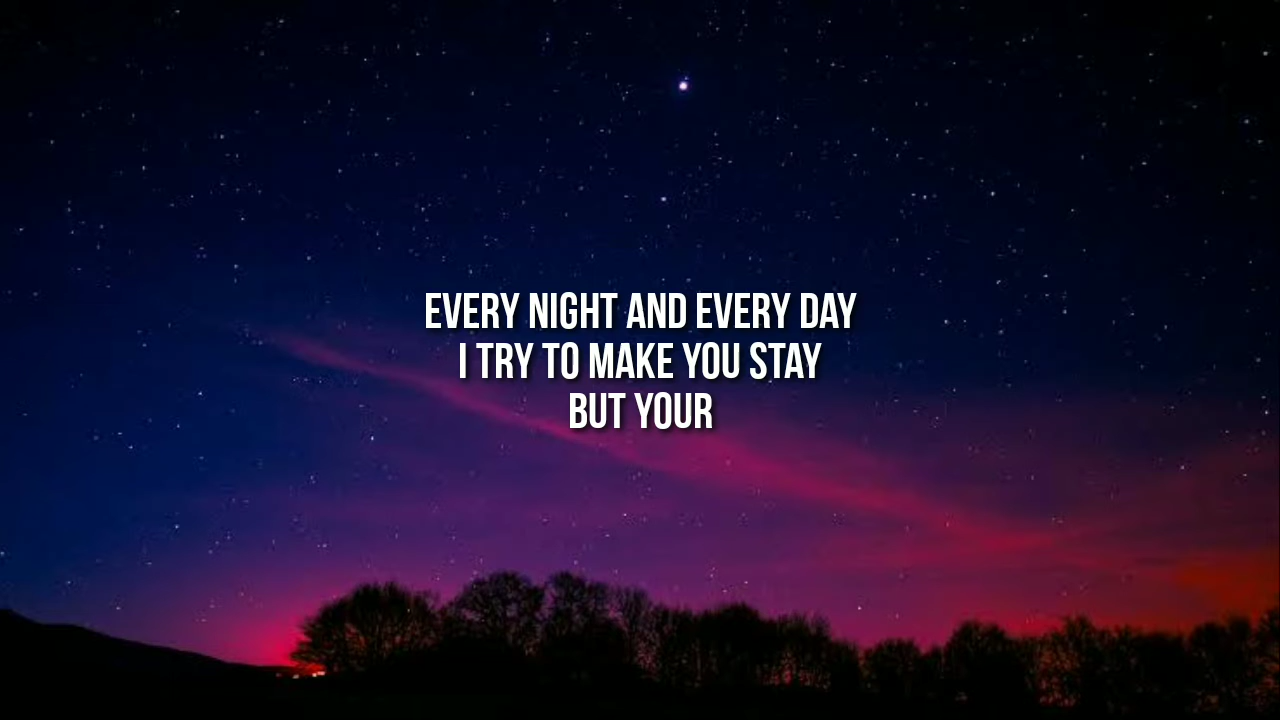 EVERY NIGHT AND EVERY DAY
I TRY TO MAKE YOU STAY
BUT YOUR